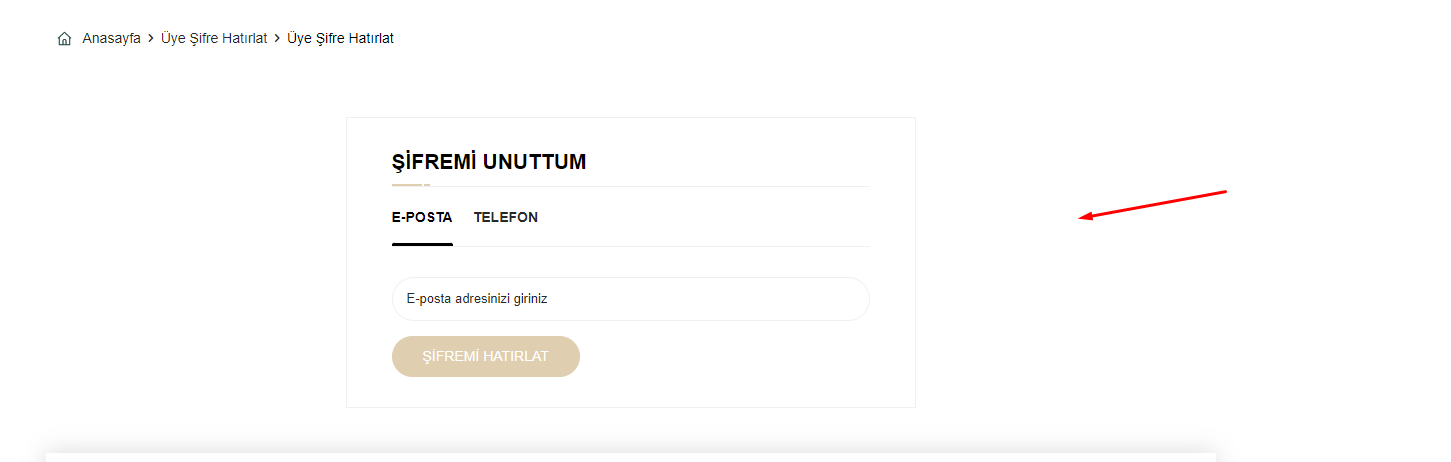 Anasayfa > Üye Şifre Hatırlat > Üye Şifre Hatırlat
ŞİFREMİ UNUTTUM
E-POSTA TELEFON
E-posta adresinizi giriniz
ŞİFREMİ HATIRLAT